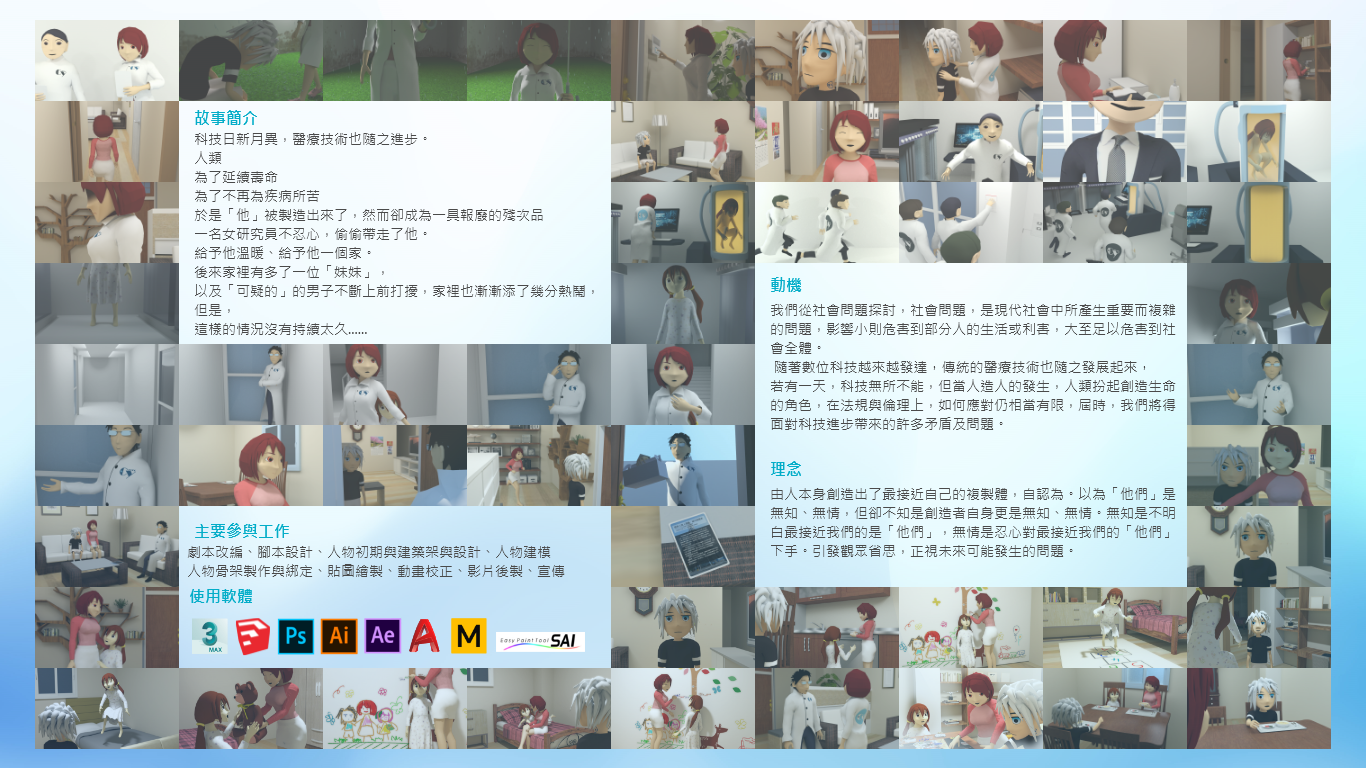 故事簡介
科技日新月異，醫療技術也隨之進步。
人類
為了延續壽命
為了不再為疾病所苦
於是「他」被製造出來了，然而卻成為一具報廢的殘次品
一名女研究員不忍心，偷偷帶走了他。
給予他溫暖、給予他一個家。
後來家裡有多了一位「妹妹」，
以及「可疑的」的男子不斷上前打擾，家裡也漸漸添了幾分熱鬧，
但是，
這樣的情況沒有持續太久……
動機
我們從社會問題探討，社會問題，是現代社會中所產生重要而複雜
的問題，影響小則危害到部分人的生活或利害，大至足以危害到社
會全體。
隨著數位科技越來越發達，傳統的醫療技術也隨之發展起來，
若有一天，科技無所不能，但當人造人的發生，人類扮起創造生命
的角色，在法規與倫理上，如何應對仍相當有限，屆時，我們將得
面對科技進步帶來的許多矛盾及問題。
理念
由人本身創造出了最接近自己的複製體，自認為。以為「他們」是
無知、無情，但卻不知是創造者自身更是無知、無情。無知是不明
白最接近我們的是「他們」，無情是忍心對最接近我們的「他們」
下手。引發觀眾省思，正視未來可能發生的問題。
主要參與工作
劇本改編、腳本設計、人物初期與建築架與設計、人物建模
人物骨架製作與綁定、貼圖繪製、動畫校正、影片後製、宣傳
使用軟體
3 MAX Ps Ai Ae A M Easy PaintTool SAI